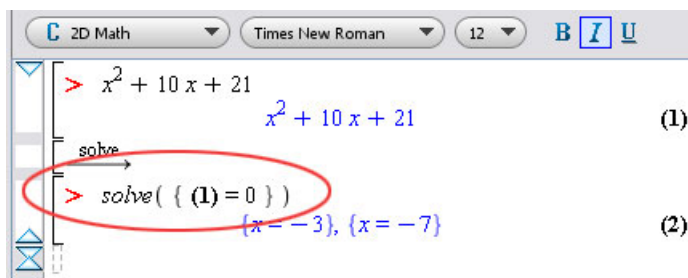 C 2D Math Times New Roman 12 B I U
> x² + 10 x + 21
x² + 10 x + 21 (1)
solve
> solve( { (1) = 0 } )
{x = −3}, {x = −7} (2)